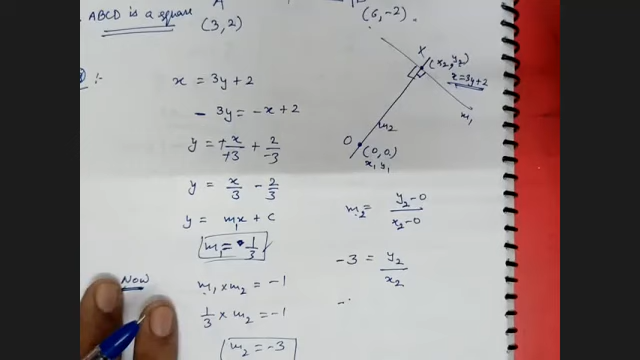 ABCD is a square
A
(3,2)
(6,-2)
x = 3y+2
- 3y = -x+2
y = +x/+3 + 2/-3
y = x/3 - 2/3
y = m₁x + c
m₁ = 1/3
Now
m₁ × m₂ = -1
1/3 × m₂ = -1
m₂ = -3
X
(x₂, y₂)
x=3y+2
m₁
m₂
O
(0,0)
x₁ y₁
m₂ = y₂-0/x₂-0
-3 = y₂/x₂
-